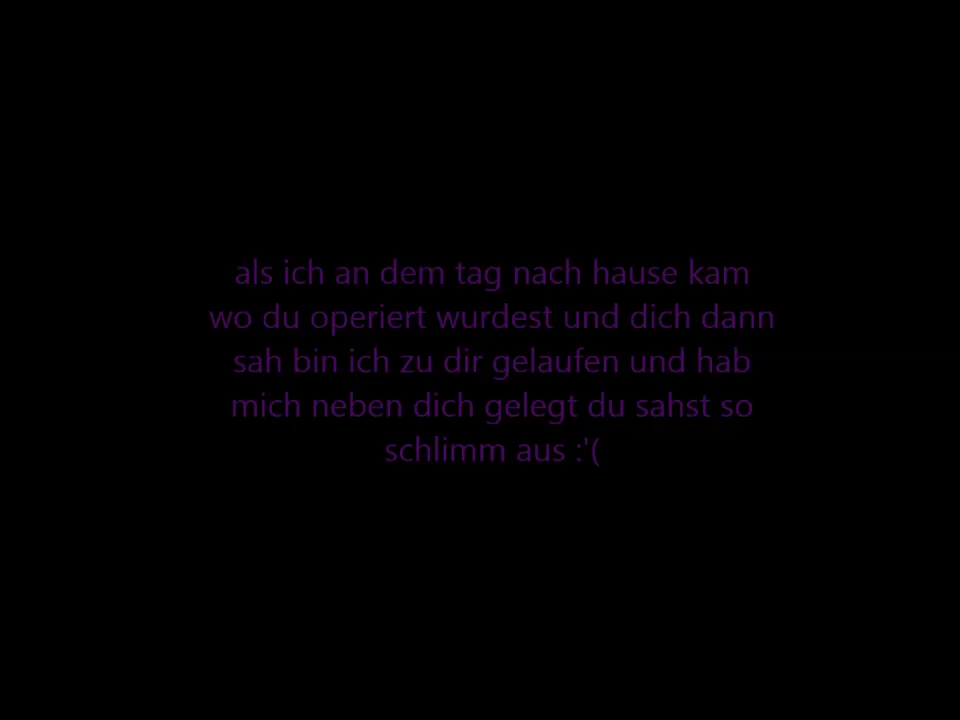 als ich an dem tag nach hause kam
wo du operiert wurdest und dich dann
sah bin ich zu dir gelaufen und hab
mich neben dich gelegt du sahst so
schlimm aus :'(